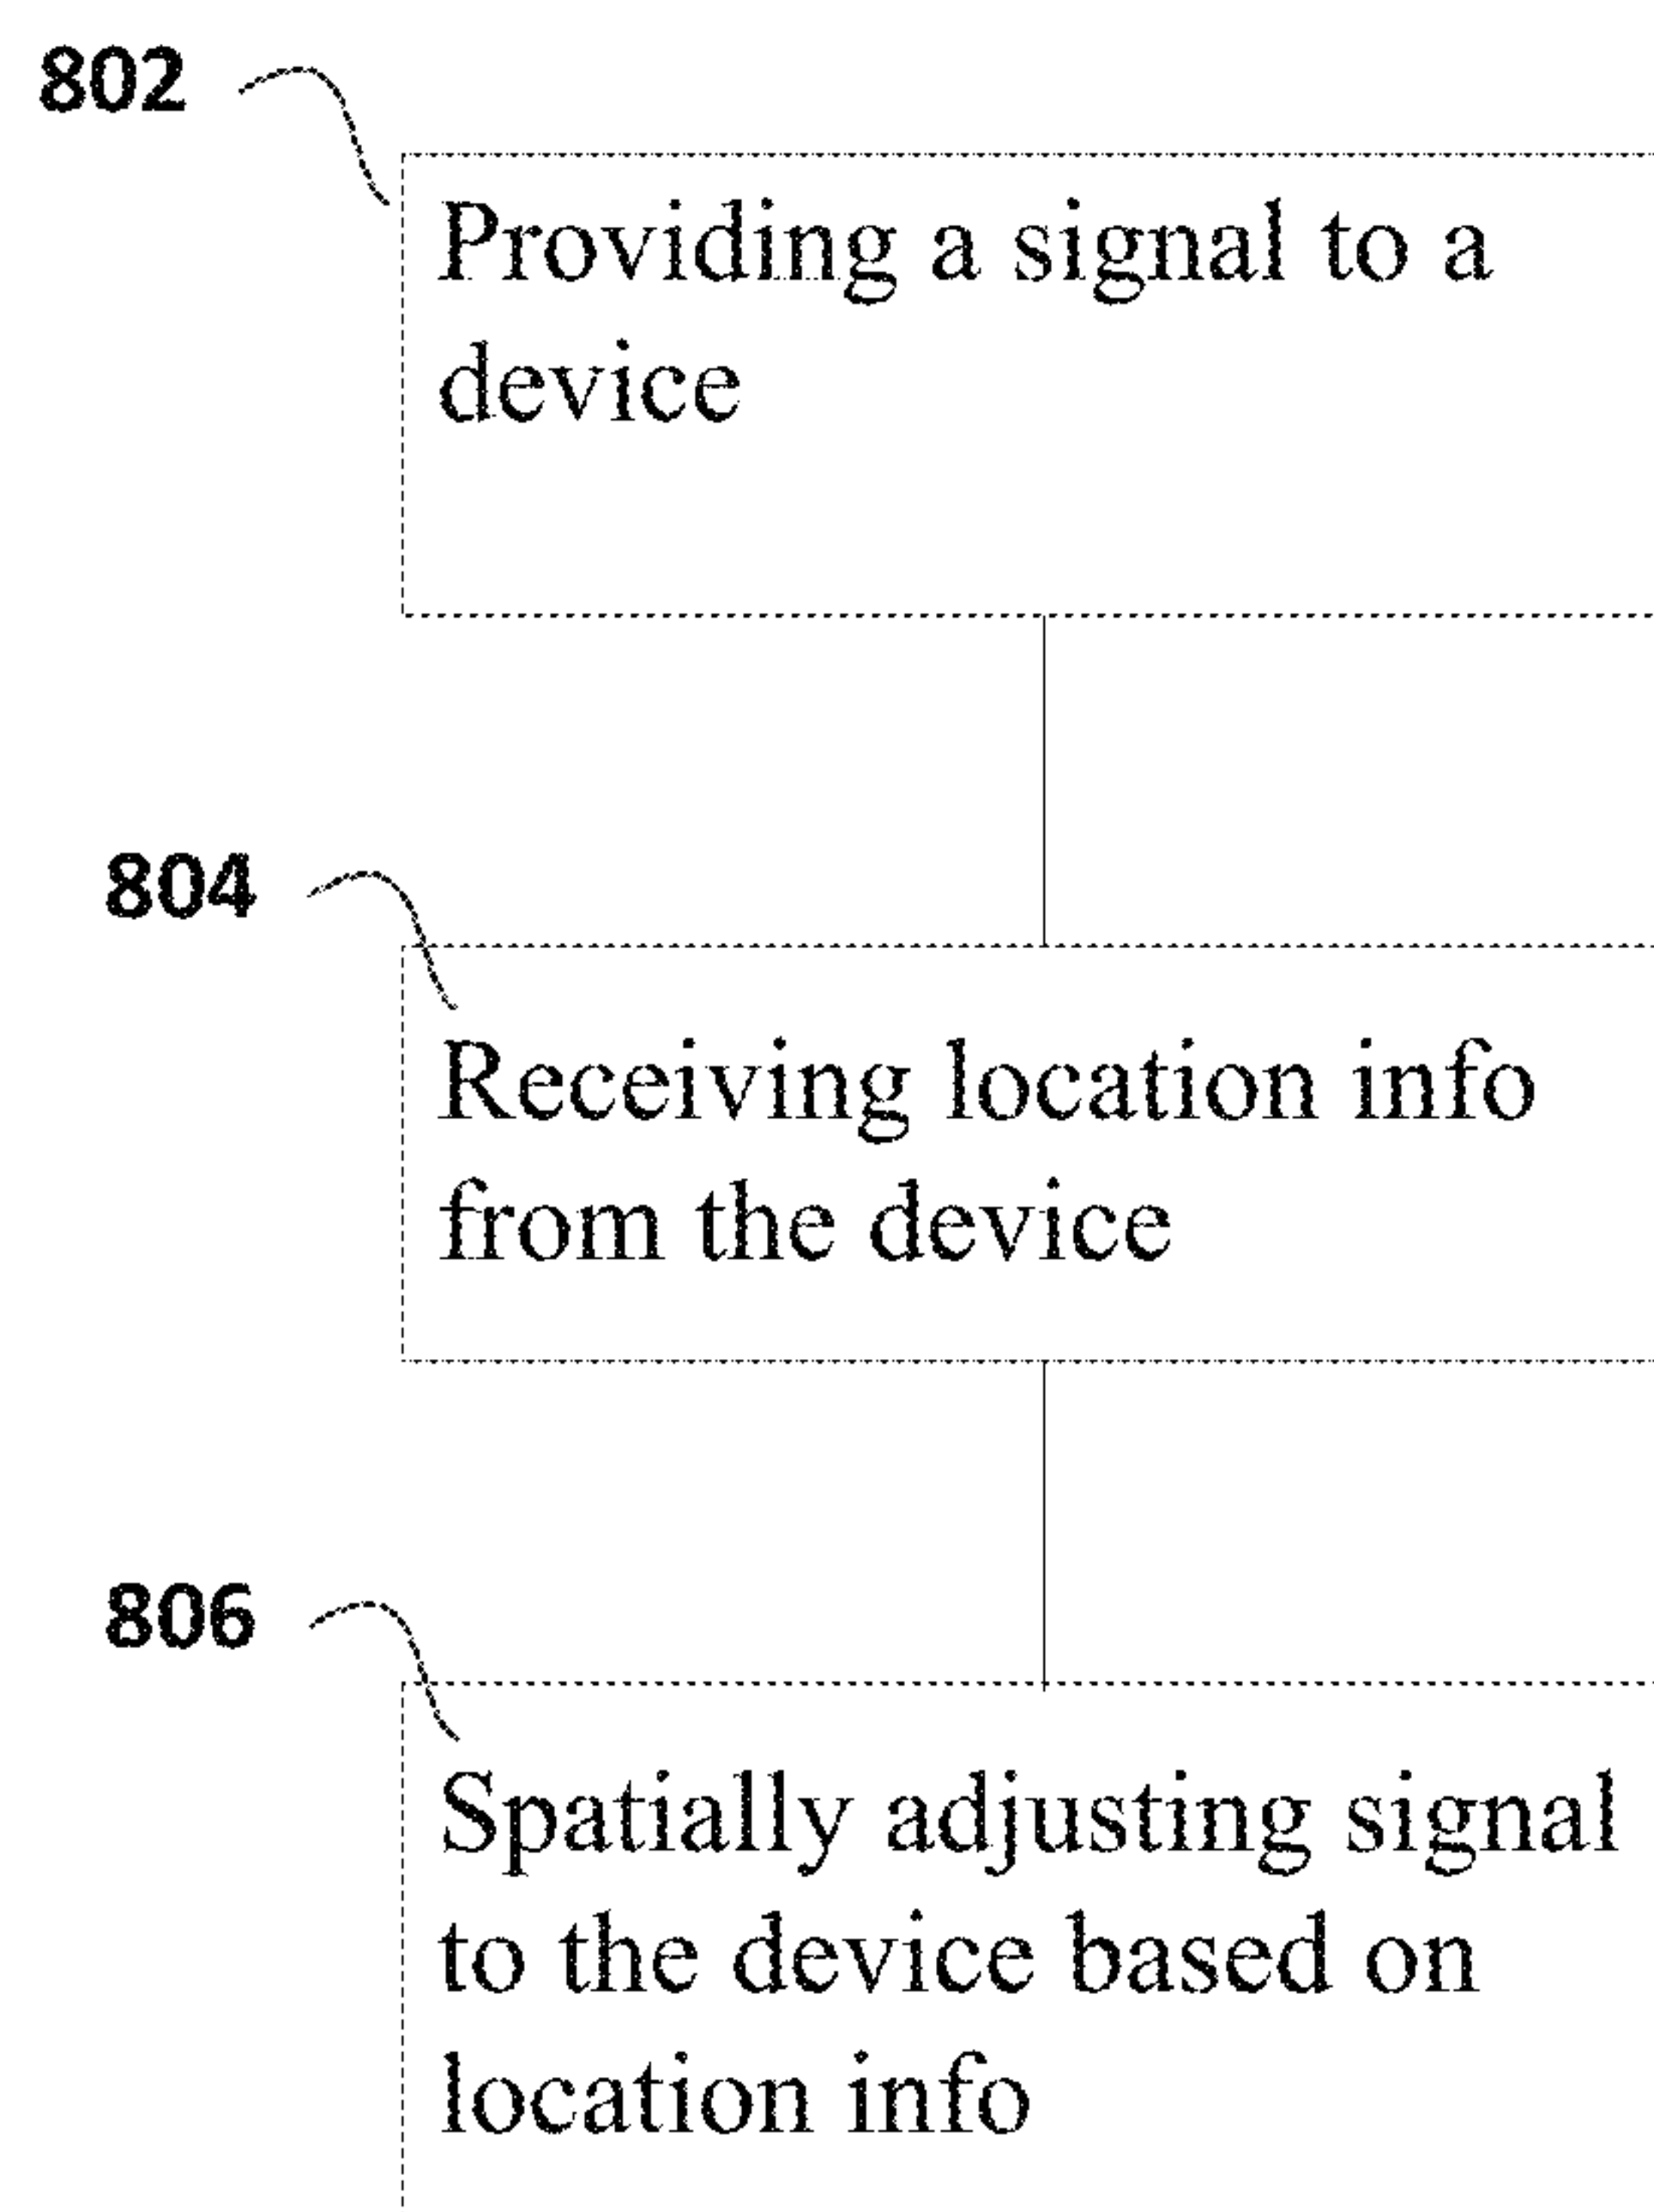 802
Providing a signal to a
device
804
Receiving location info
from the device
806
Spatially adjusting signal
to the device based on
location info